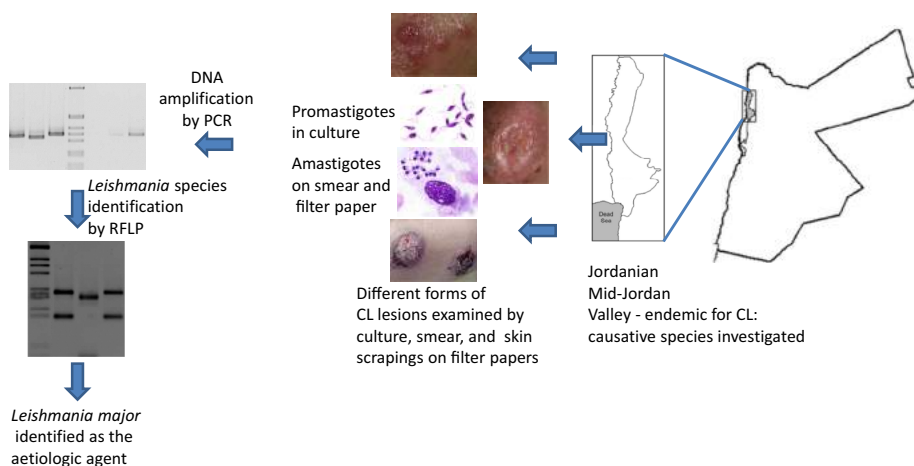 DNA
amplification
by PCR
Promastigotes
in culture
Amastigotes
on smear and
filter paper
Leishmania species
identification
by RFLP
Dead
Sea
Different forms of
CL lesions examined by
culture, smear, and skin
scrapings on filter papers
Jordanian
Mid-Jordan
Valley - endemic for CL:
causative species investigated
Leishmania major
identified as the
aetiologic agent